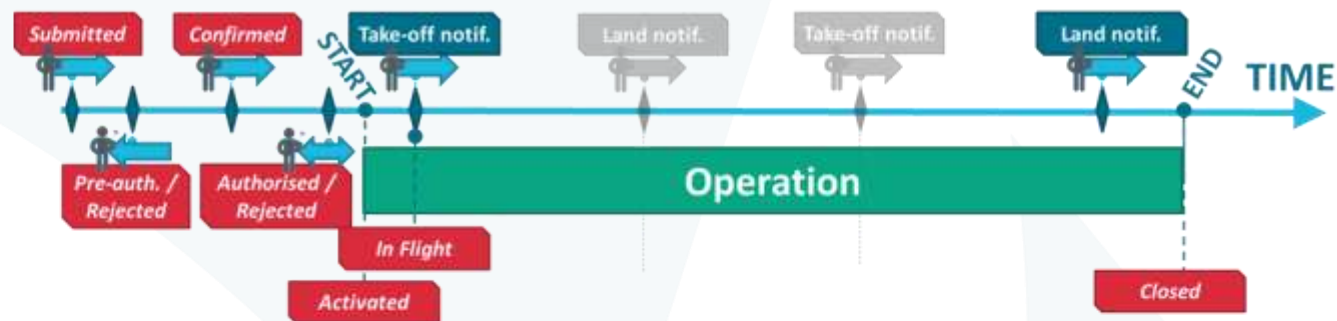 Submitted
Confirmed
START
Take-off notif.
Land notif.
Take-off notif.
Land notif.
END
TIME
Pre-auth. /
Rejected
Authorised /
Rejected
Operation
In Flight
Activated
Closed